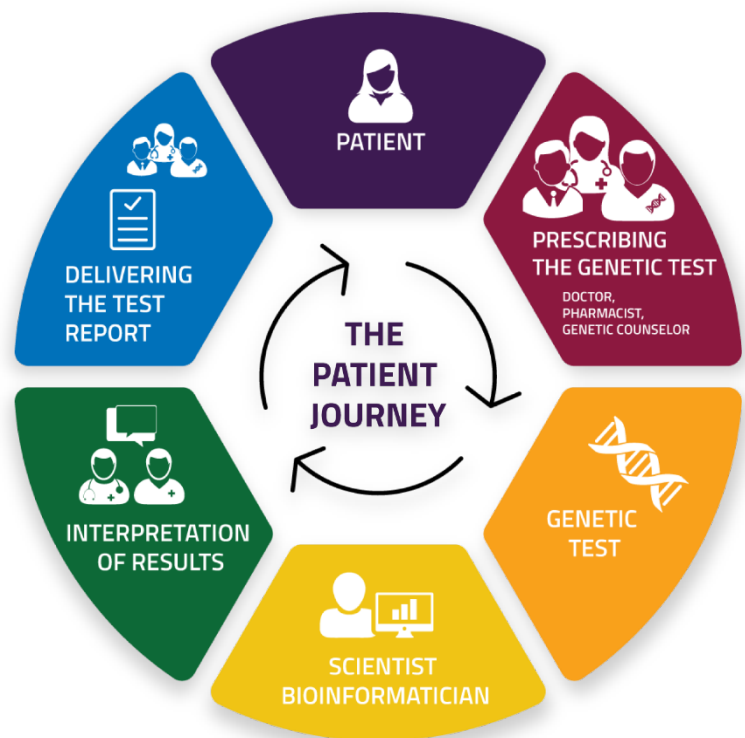 PATIENT
PRESCRIBING
THE GENETIC TEST
DOCTOR,
PHARMACIST,
GENETIC COUNSELOR
GENETIC
TEST
SCIENTIST
BIOINFORMATICIAN
INTERPRETATION
OF RESULTS
DELIVERING
THE TEST
REPORT
THE
PATIENT
JOURNEY